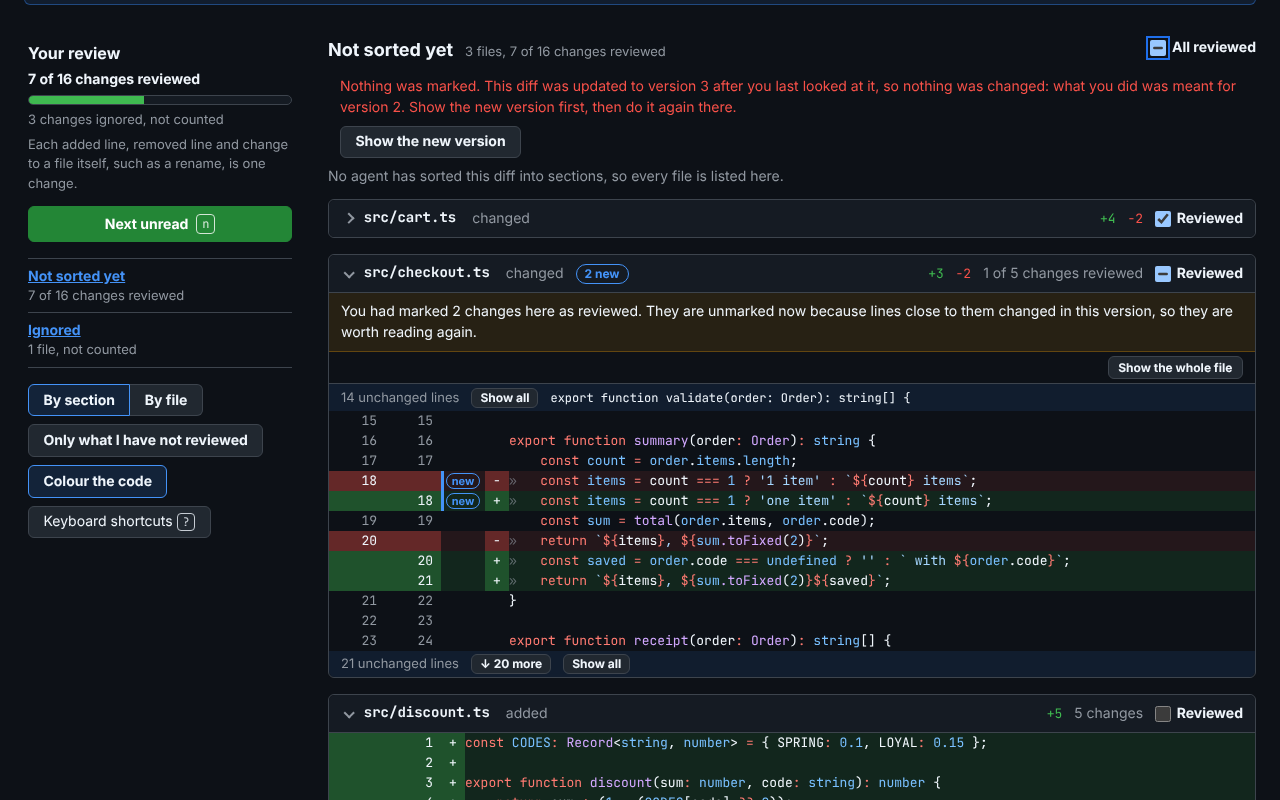 Your review
7 of 16 changes reviewed
3 changes ignored, not counted
Each added line, removed line and change
to a file itself, such as a rename, is one
change.
Next unread n
Not sorted yet
7 of 16 changes reviewed
Ignored
1 file, not counted
By section By file
Only what I have not reviewed
Colour the code
Keyboard shortcuts ?
Not sorted yet 3 files, 7 of 16 changes reviewed All reviewed
Nothing was marked. This diff was updated to version 3 after you last looked at it, so nothing was changed: what you did was meant for
version 2. Show the new version first, then do it again there.
Show the new version
No agent has sorted this diff into sections, so every file is listed here.
src/cart.ts changed +4 -2 Reviewed
src/checkout.ts changed 2 new +3 -2 1 of 5 changes reviewed Reviewed
You had marked 2 changes here as reviewed. They are unmarked now because lines close to them changed in this version, so they are
worth reading again.
Show the whole file
14 unchanged lines Show all export function validate(order: Order): string[] {
15 15
16 16 export function summary(order: Order): string {
17 17 const count = order.items.length;
18 new - » const items = count === 1 ? '1 item' : `${count} items`;
18 new + » const items = count === 1 ? 'one item' : `${count} items`;
19 19 const sum = total(order.items, order.code);
20 - » return `${items}, ${sum.toFixed(2)}`;
20 + » const saved = order.code === undefined ? '' : ` with ${order.code}`;
21 + » return `${items}, ${sum.toFixed(2)}${saved}`;
21 22 }
22 23
23 24 export function receipt(order: Order): string[] {
21 unchanged lines ↓ 20 more Show all
src/discount.ts added +5 5 changes Reviewed
1 + const CODES: Record<string, number> = { SPRING: 0.1, LOYAL: 0.15 };
2 +
3 + export function discount(sum: number, code: string): number {